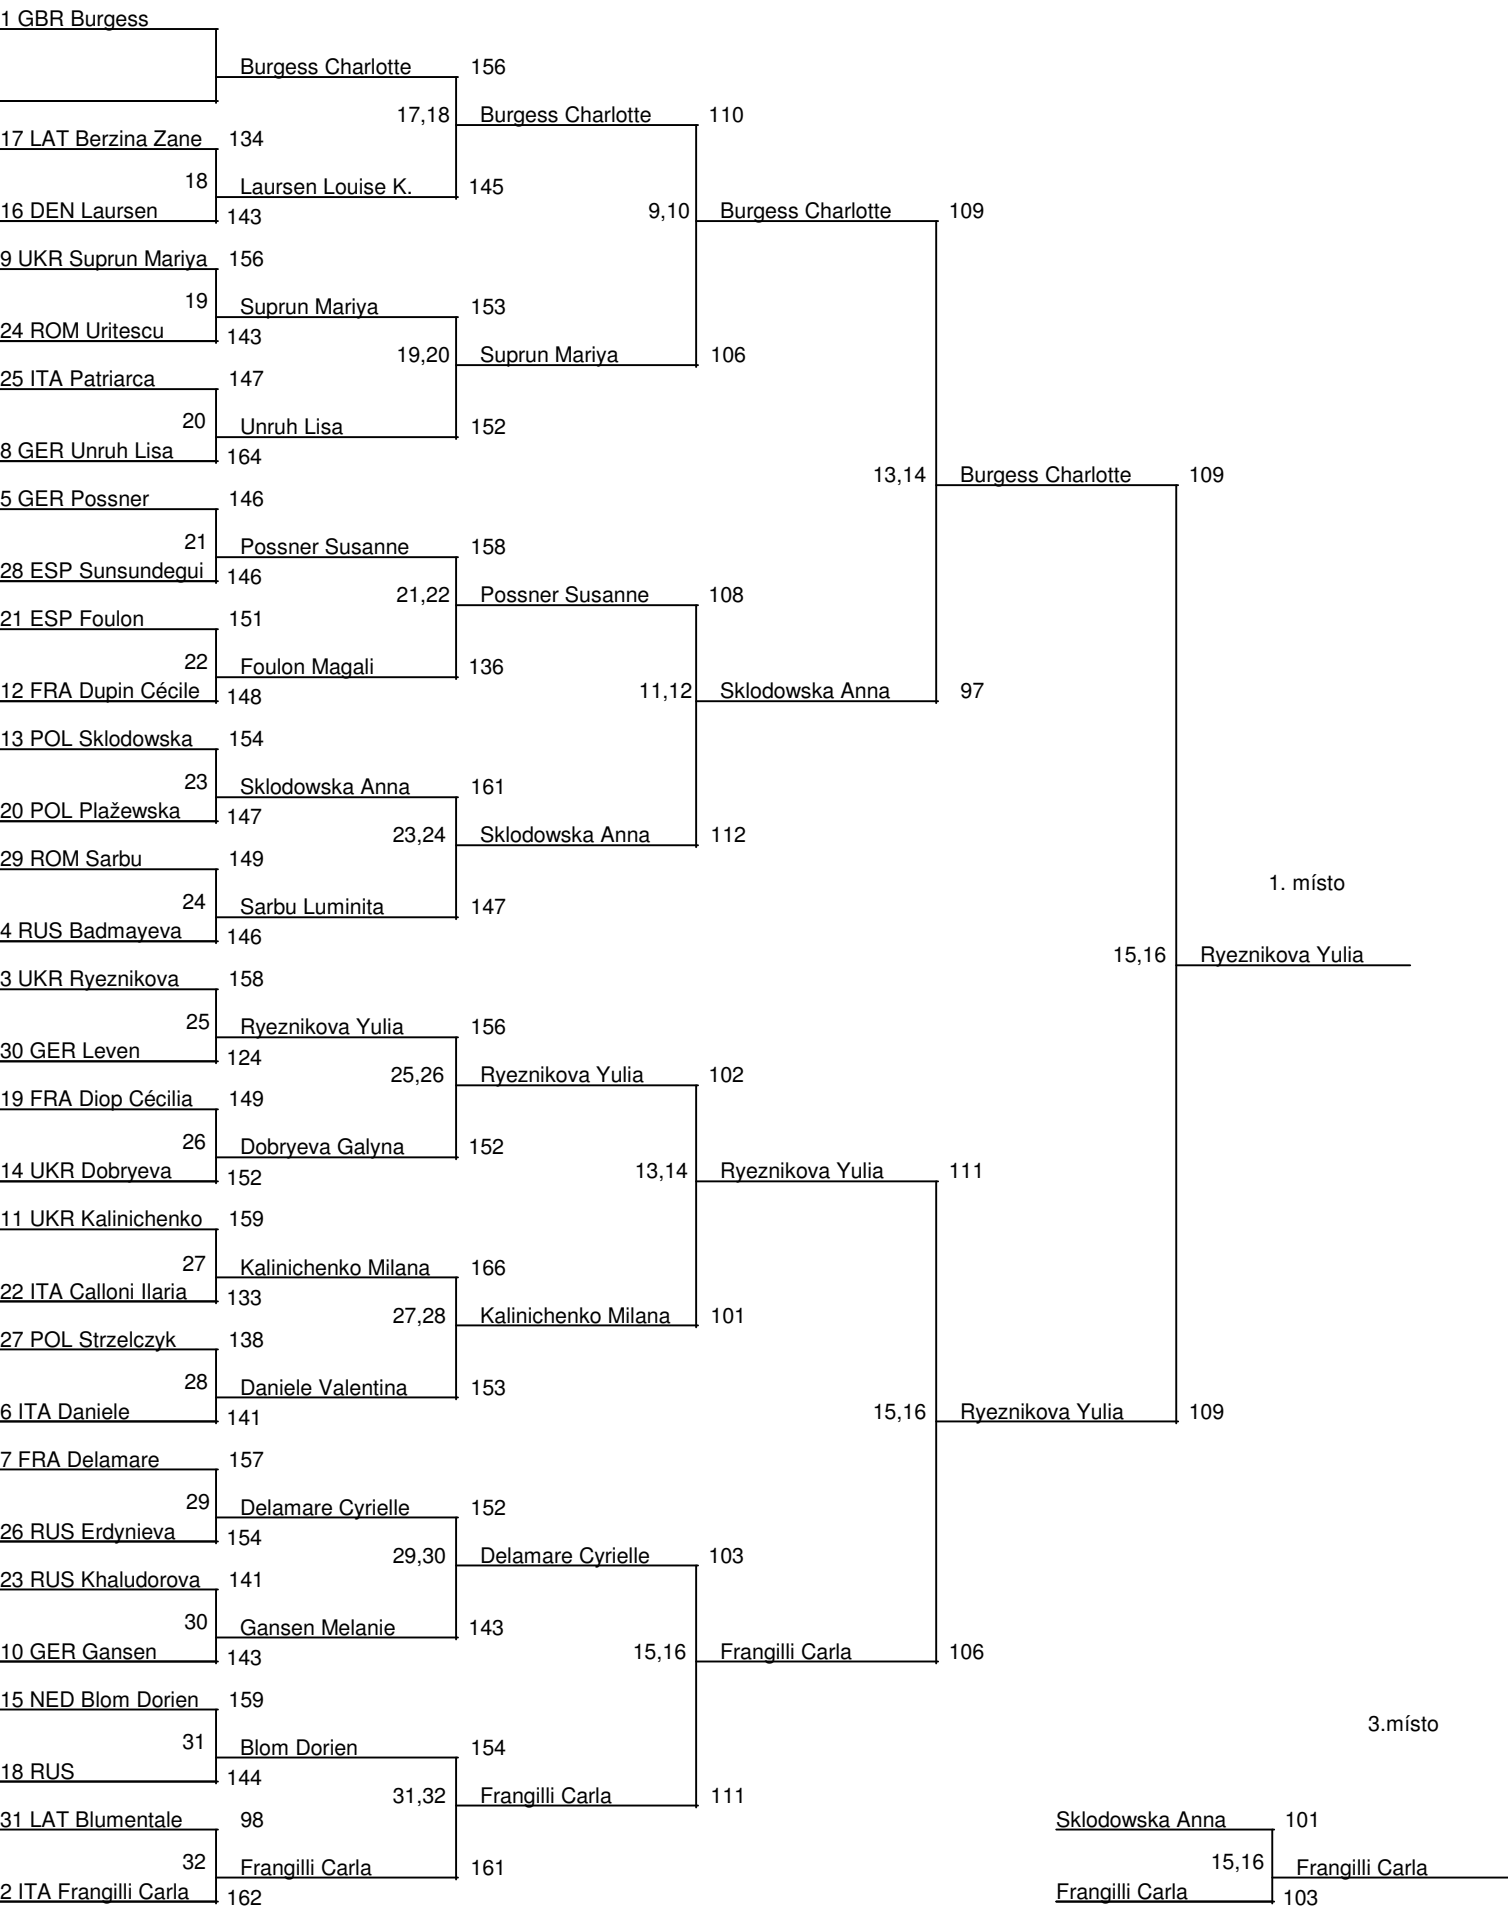 1 GBR Burgess
Burgess Charlotte 156
17,18 Burgess Charlotte 110
17 LAT Berzina Zane 134
18 Laursen Louise K. 145
16 DEN Laursen 143 9,10 Burgess Charlotte 109
9 UKR Suprun Mariya 156
19 Suprun Mariya 153
24 ROM Uritescu 143
19,20 Suprun Mariya 106
25 ITA Patriarca 147
20 Unruh Lisa 152
8 GER Unruh Lisa 164
13,14 Burgess Charlotte 109
5 GER Possner 146
21 Possner Susanne 158
28 ESP Sunsundegui 146
21,22 Possner Susanne 108
21 ESP Foulon 151
22 Foulon Magali 136
12 FRA Dupin Cécile 148 11,12 Sklodowska Anna 97
13 POL Sklodowska 154
23 Sklodowska Anna 161
20 POL Plažewska 147
23,24 Sklodowska Anna 112
29 ROM Sarbu 149
1. místo
24 Sarbu Luminita 147
4 RUS Badmayeva 146
15,16 Ryeznikova Yulia
3 UKR Ryeznikova 158
25 Ryeznikova Yulia 156
30 GER Leven 124
25,26 Ryeznikova Yulia 102
19 FRA Diop Cécilia 149
26 Dobryeva Galyna 152
14 UKR Dobryeva 152 13,14 Ryeznikova Yulia 111
11 UKR Kalinichenko 159
27 Kalinichenko Milana 166
22 ITA Calloni Ilaria 133
27,28 Kalinichenko Milana 101
27 POL Strzelczyk 138
28 Daniele Valentina 153
6 ITA Daniele 141 15,16 Ryeznikova Yulia 109
7 FRA Delamare 157
29 Delamare Cyrielle 152
26 RUS Erdynieva 154
29,30 Delamare Cyrielle 103
23 RUS Khaludorova 141
30 Gansen Melanie 143
10 GER Gansen 143 15,16 Frangilli Carla 106
15 NED Blom Dorien 159
3.místo
31 Blom Dorien 154
18 RUS 144
31,32 Frangilli Carla 111
31 LAT Blumentale 98 Sklodowska Anna 101
32 Frangilli Carla 161 15,16 Frangilli Carla
2 ITA Frangilli Carla 162 Frangilli Carla 103